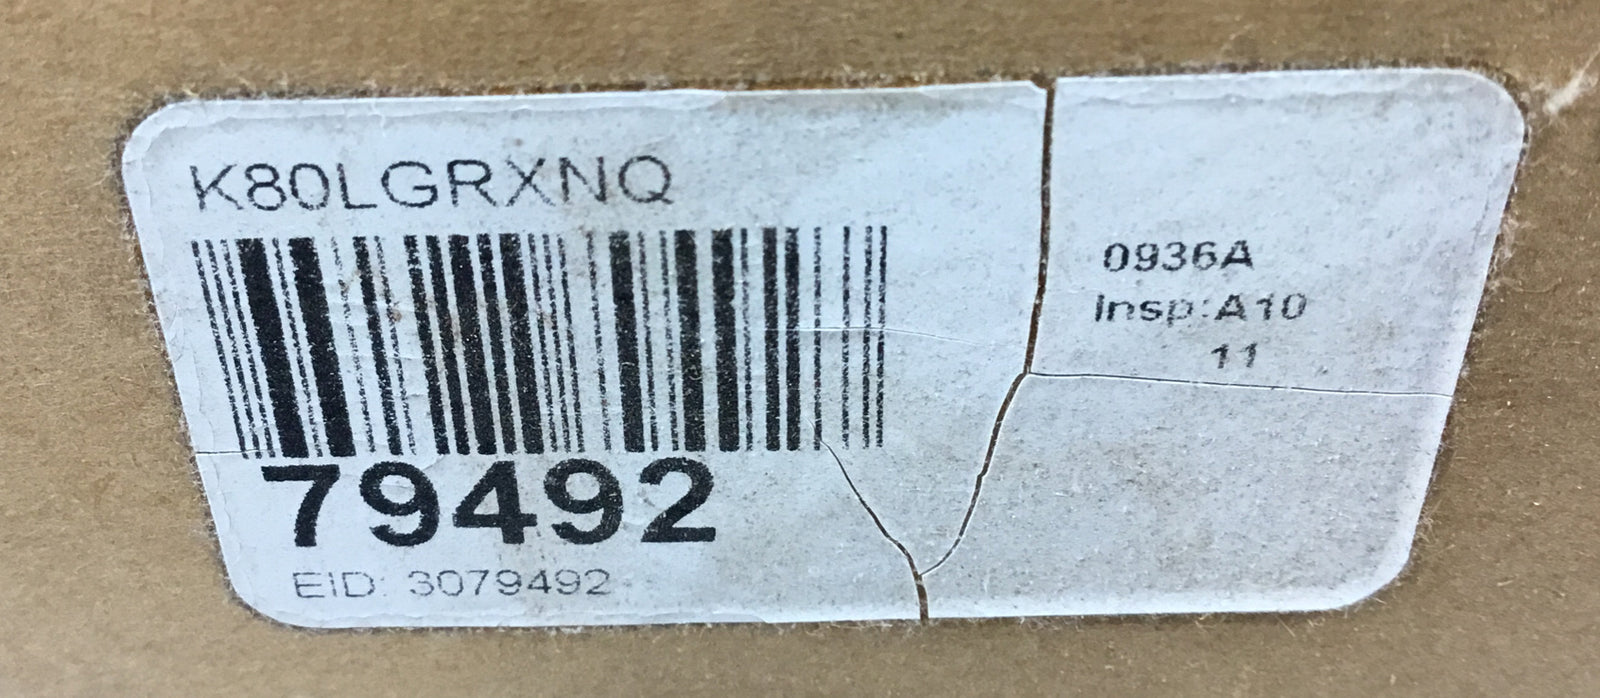 K80LGRXNQ
79492
EID: 3079492
0936A
Insp:A10
11